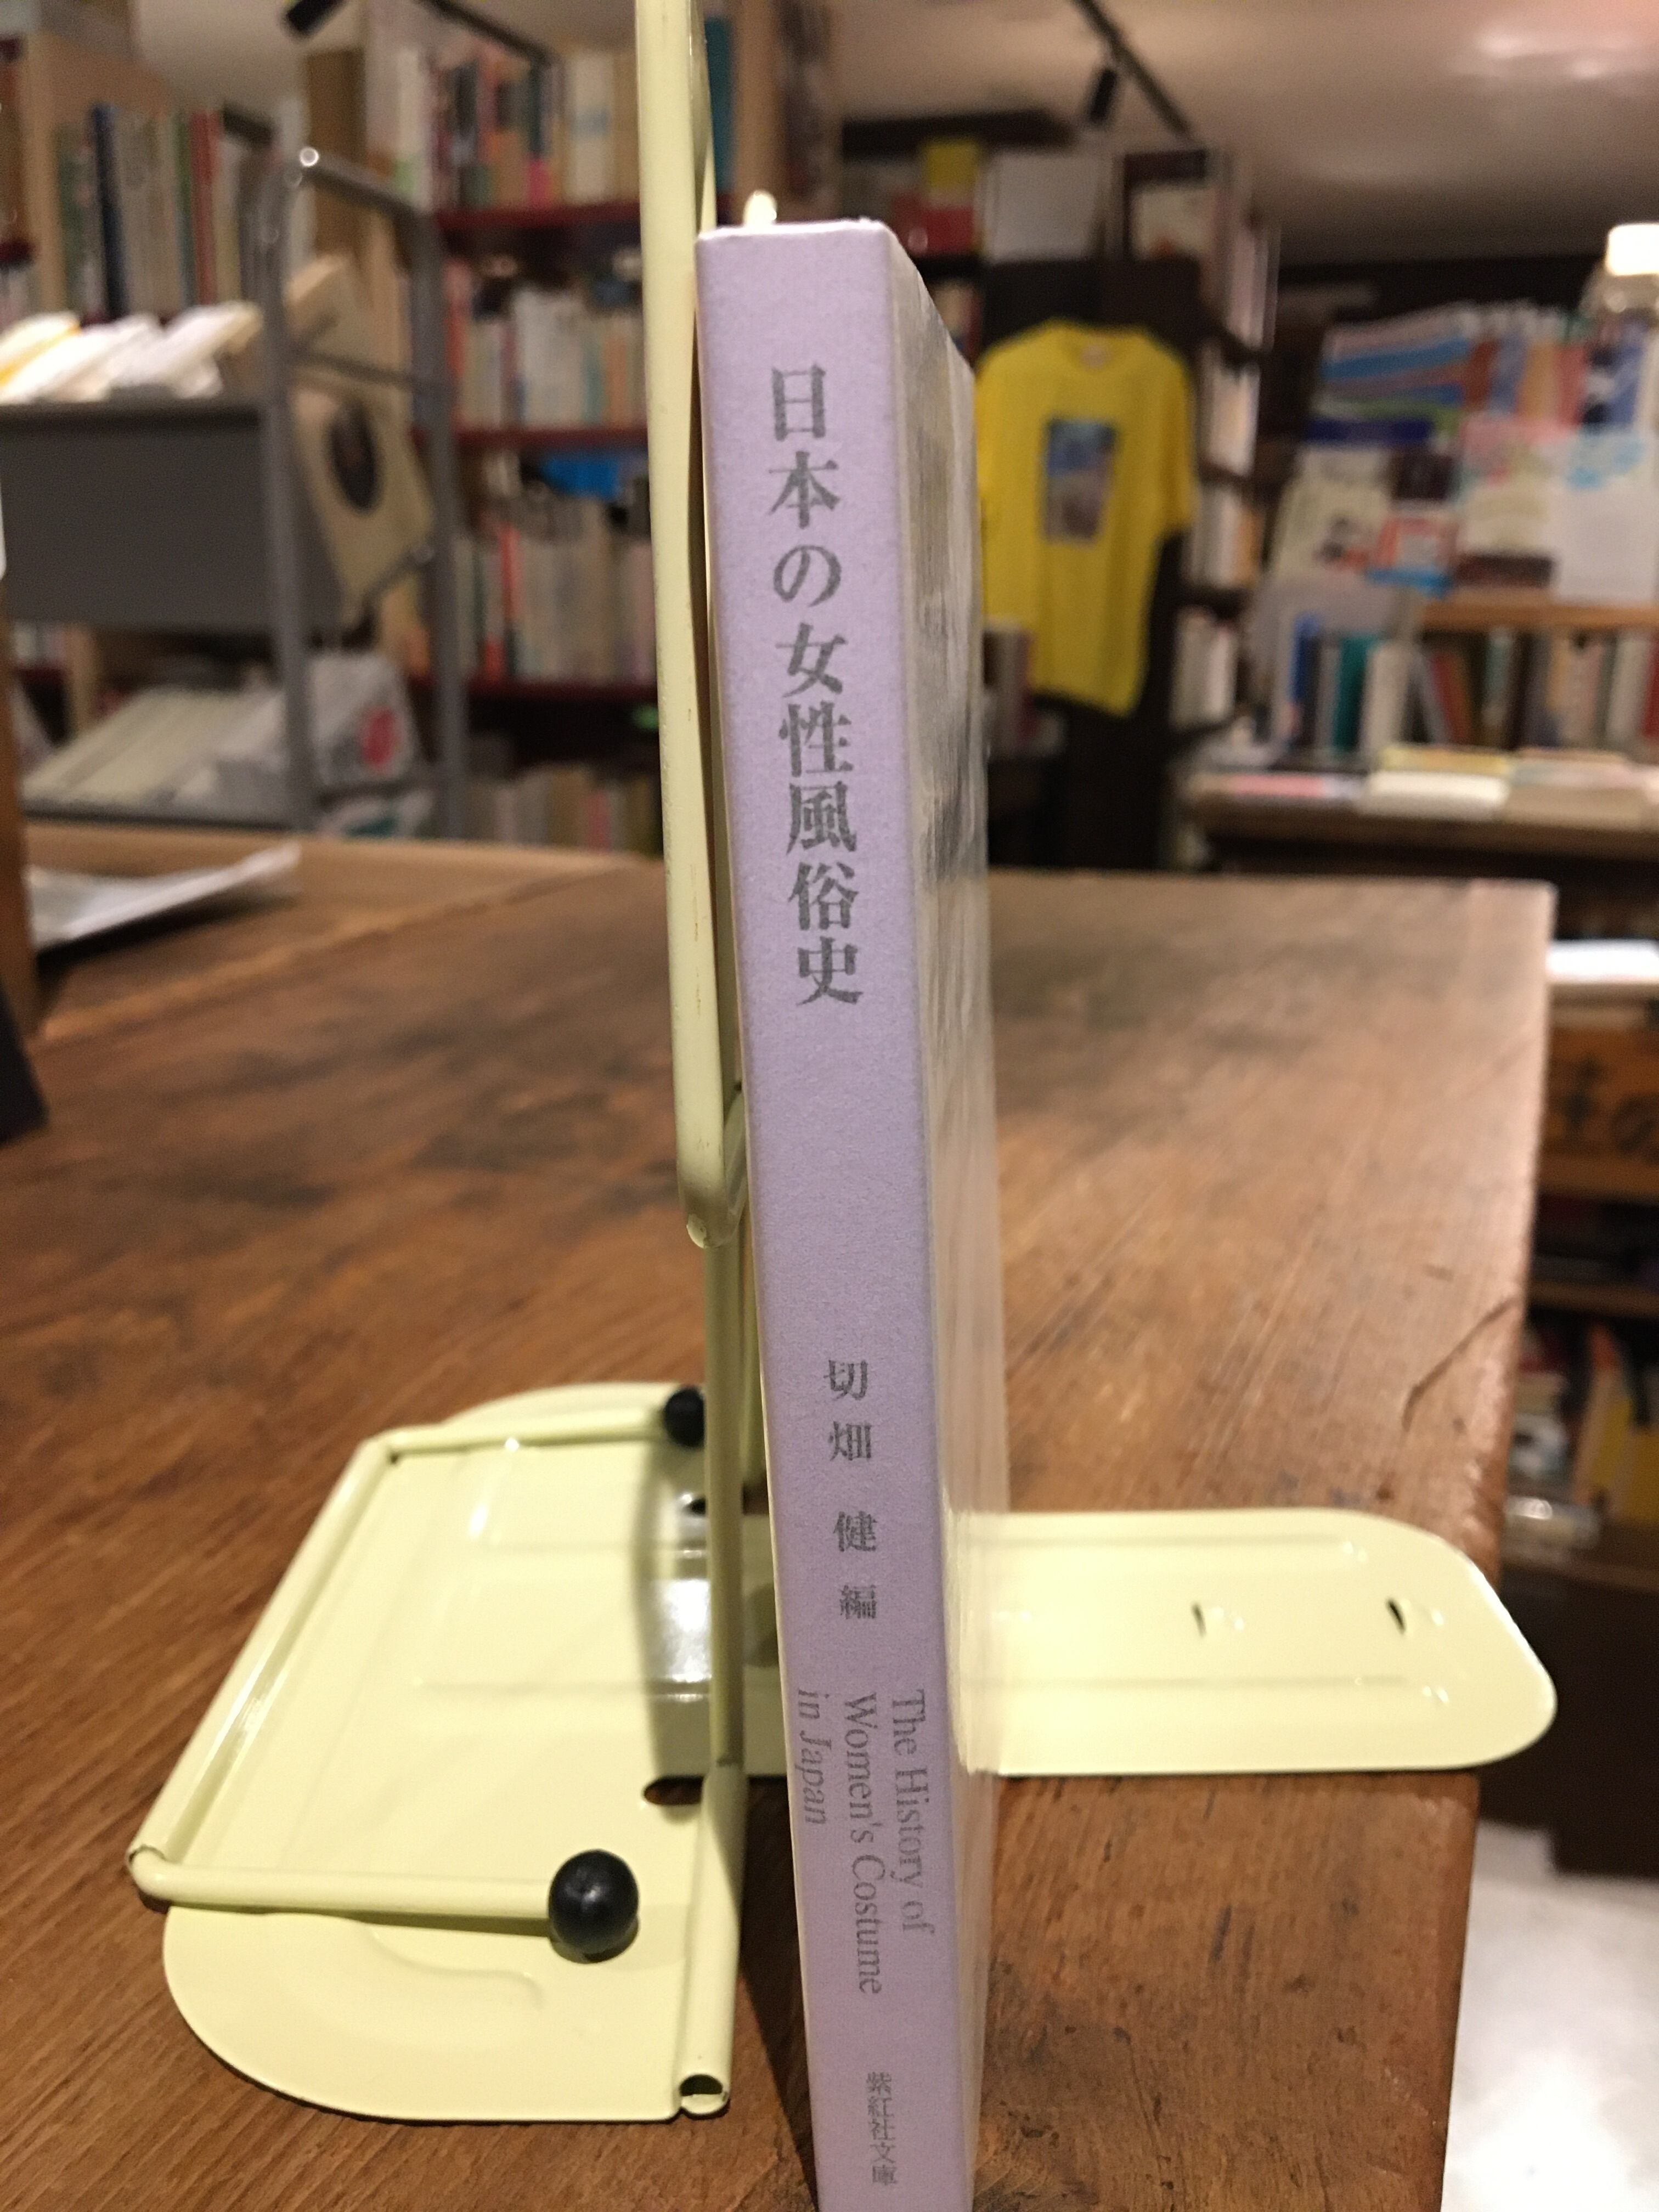 日本の女性風俗史
切畑 健 編
The History of
Women's Costume
in Japan
紫紅社文庫